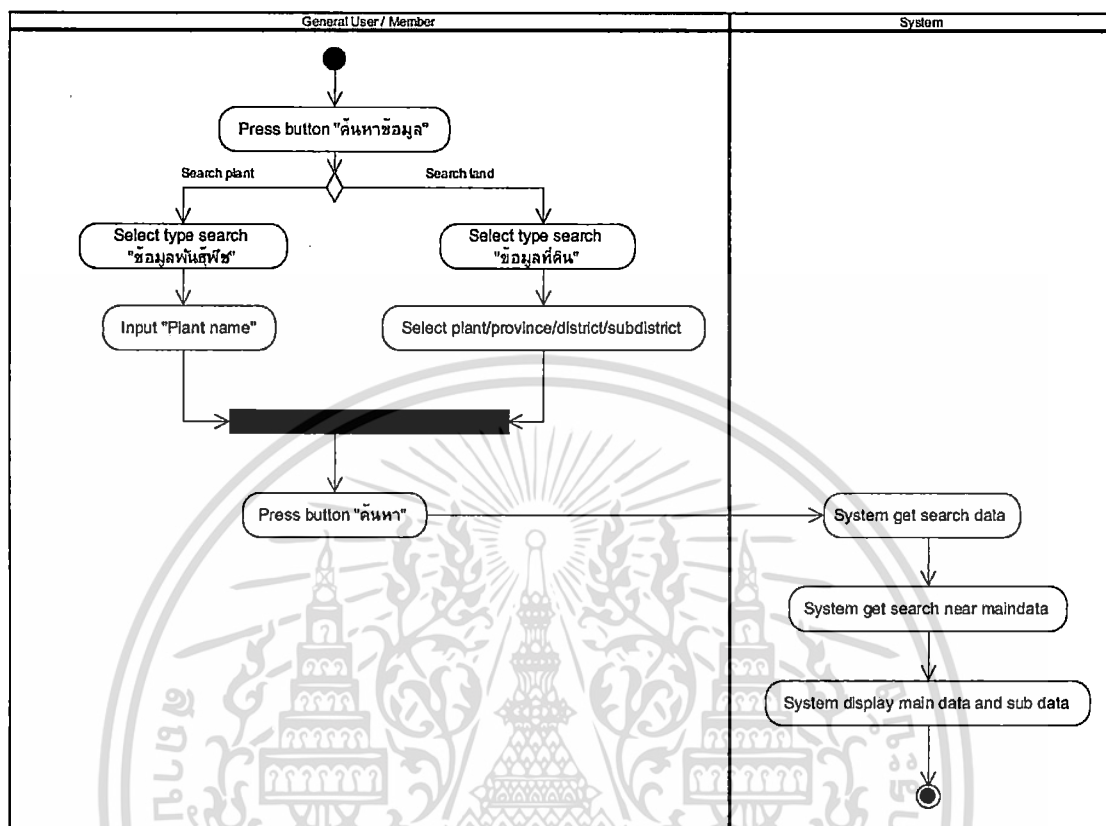 General User / Member
System
Press button "ค้นหาข้อมูล"
Search plant
Search land
Select type search
"ข้อมูลพันธุ์พืช"
Select type search
"ข้อมูลที่ดิน"
Input "Plant name"
Select plant/province/district/subdistrict
Press button "ค้นหา"
System get search data
System get search near maindata
System display main data and sub data